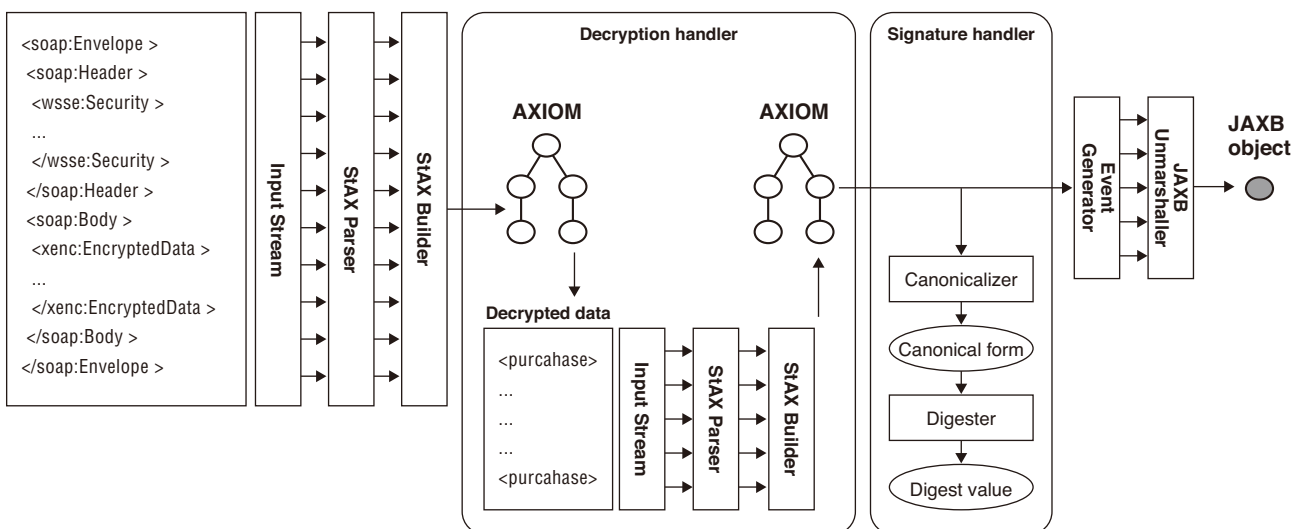 <soap:Envelope >
<soap:Header >
<wsse:Security >
...
</wsse:Security >
</soap:Header >
<soap:Body >
<xenc:EncryptedData >
...
</xenc:EncryptedData >
</soap:Body >
</soap:Envelope >
Input Stream
StAX Parser
StAX Builder
Decryption handler
AXIOM
AXIOM
Decrypted data
<purcahase>
...
...
...
<purcahase>
Input Stream
StAX Parser
StAX Builder
Signature handler
Canonicalizer
Canonical form
Digester
Digest value
Event
Generator
JAXB
Unmarshaller
JAXB
object